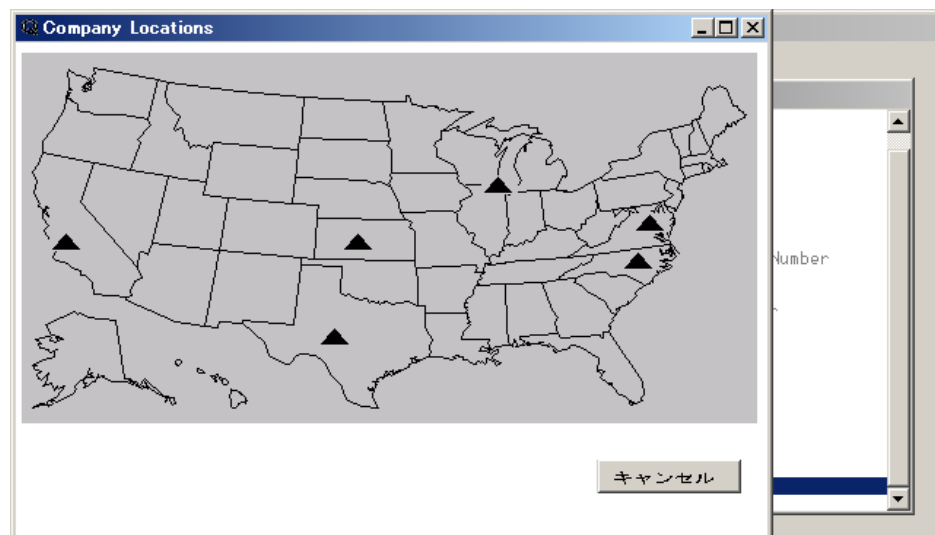 Company Locations
Number
キャンセル